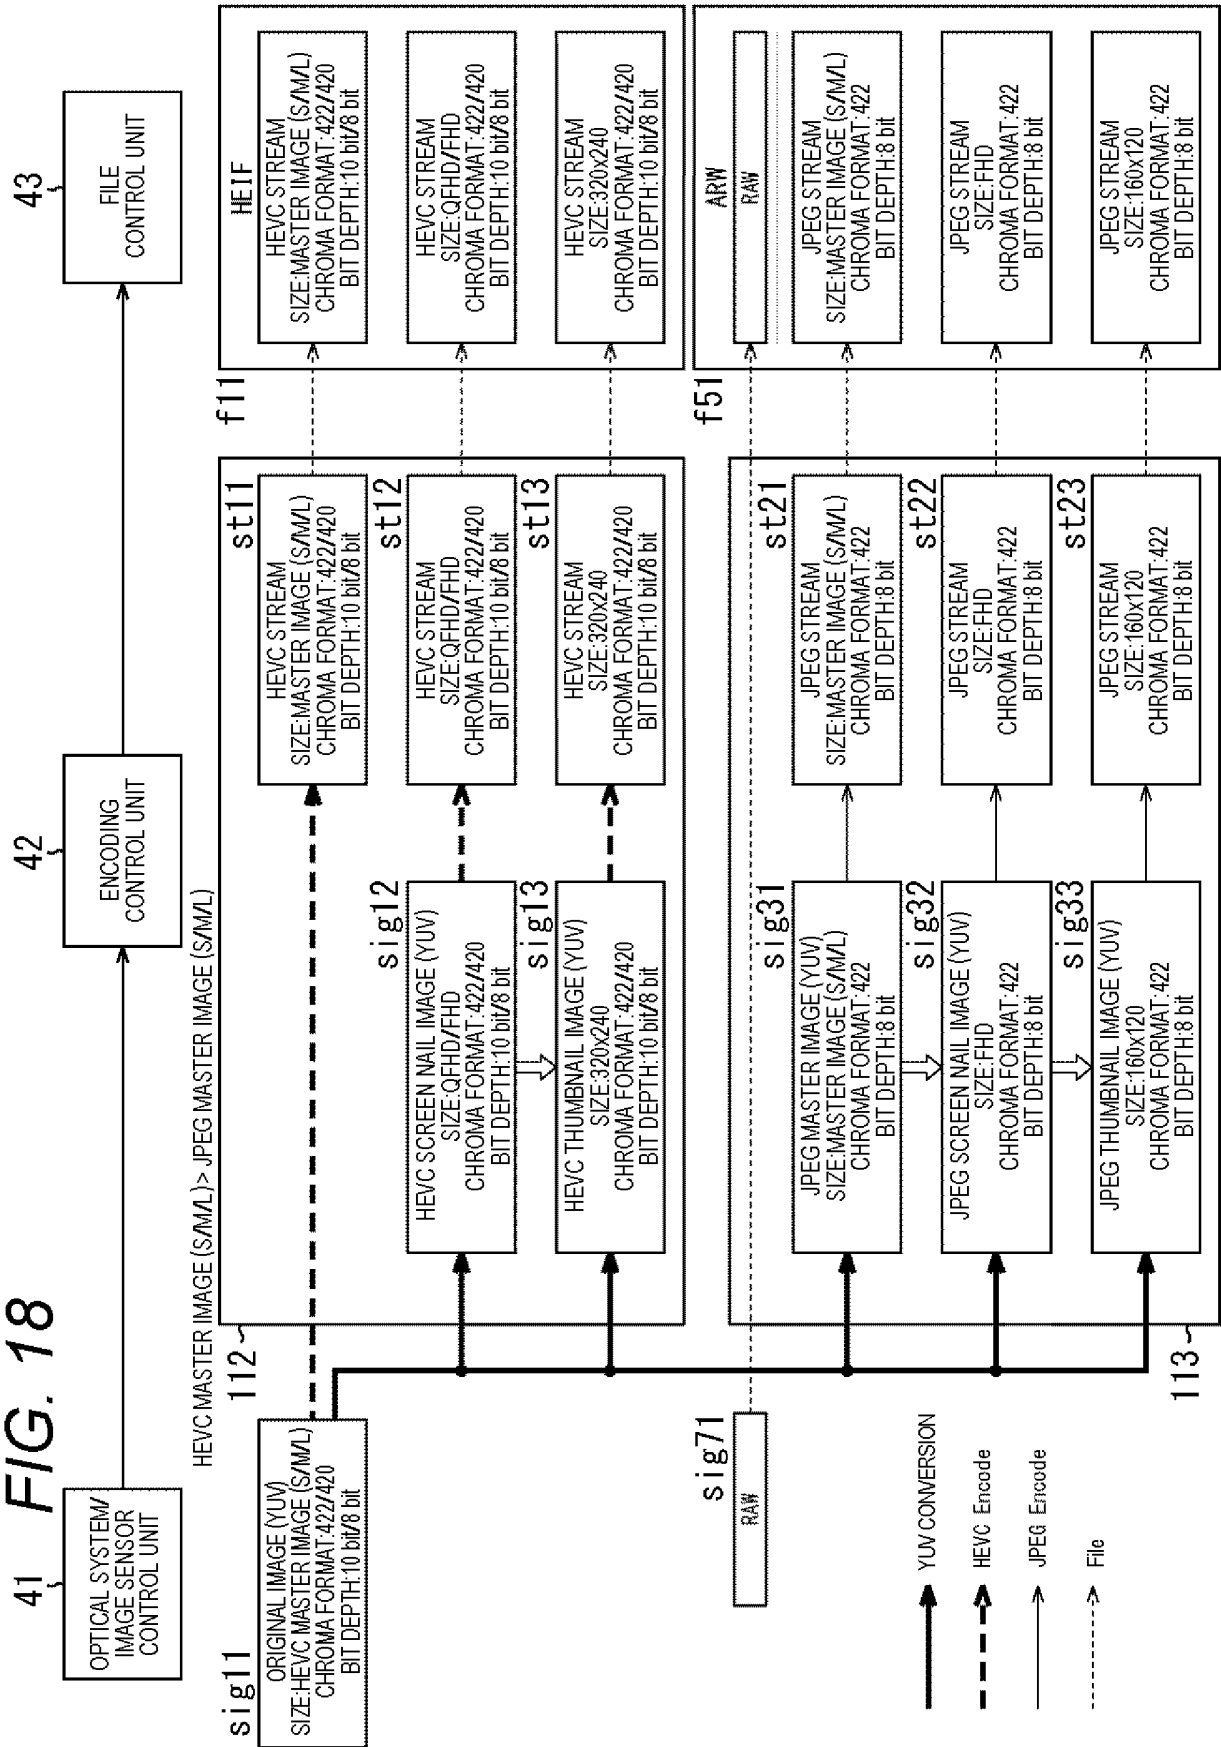 FIG. 18
41
OPTICAL SYSTEM/
IMAGE SENSOR
CONTROL UNIT
42
ENCODING
CONTROL UNIT
43
FILE
CONTROL UNIT
HEVC MASTER IMAGE (S/M/L) > JPEG MASTER IMAGE (S/M/L)
sig11
ORIGINAL IMAGE (YUV)
SIZE:HEVC MASTER IMAGE (S/M/L)
CHROMA FORMAT:422/420
BIT DEPTH:10 bit/8 bit
112
st11
HEVC STREAM
SIZE:MASTER IMAGE (S/M/L)
CHROMA FORMAT:422/420
BIT DEPTH:10 bit/8 bit
sig12
HEVC SCREEN NAIL IMAGE (YUV)
SIZE:QFHD/FHD
CHROMA FORMAT:422/420
BIT DEPTH:10 bit/8 bit
st12
HEVC STREAM
SIZE:QFHD/FHD
CHROMA FORMAT:422/420
BIT DEPTH:10 bit/8 bit
sig13
HEVC THUMBNAIL IMAGE (YUV)
SIZE:320x240
CHROMA FORMAT:422/420
BIT DEPTH:10 bit/8 bit
st13
HEVC STREAM
SIZE:320x240
CHROMA FORMAT:422/420
BIT DEPTH:10 bit/8 bit
f11
HEIF
HEVC STREAM
SIZE:MASTER IMAGE (S/M/L)
CHROMA FORMAT:422/420
BIT DEPTH:10 bit/8 bit
HEVC STREAM
SIZE:QFHD/FHD
CHROMA FORMAT:422/420
BIT DEPTH:10 bit/8 bit
HEVC STREAM
SIZE:320x240
CHROMA FORMAT:422/420
BIT DEPTH:10 bit/8 bit
sig71
RAW
113
sig31
JPEG MASTER IMAGE (YUV)
SIZE:MASTER IMAGE (S/M/L)
CHROMA FORMAT:422
BIT DEPTH:8 bit
st21
JPEG STREAM
SIZE:MASTER IMAGE (S/M/L)
CHROMA FORMAT:422
BIT DEPTH:8 bit
sig32
JPEG SCREEN NAIL IMAGE (YUV)
SIZE:FHD
CHROMA FORMAT:422
BIT DEPTH:8 bit
st22
JPEG STREAM
SIZE:FHD
CHROMA FORMAT:422
BIT DEPTH:8 bit
sig33
JPEG THUMBNAIL IMAGE (YUV)
SIZE:160x120
CHROMA FORMAT:422
BIT DEPTH:8 bit
st23
JPEG STREAM
SIZE:160x120
CHROMA FORMAT:422
BIT DEPTH:8 bit
f51
ARW
RAW
JPEG STREAM
SIZE:MASTER IMAGE (S/M/L)
CHROMA FORMAT:422
BIT DEPTH:8 bit
JPEG STREAM
SIZE:FHD
CHROMA FORMAT:422
BIT DEPTH:8 bit
JPEG STREAM
SIZE:160x120
CHROMA FORMAT:422
BIT DEPTH:8 bit
YUV CONVERSION
HEVC Encode
JPEG Encode
File